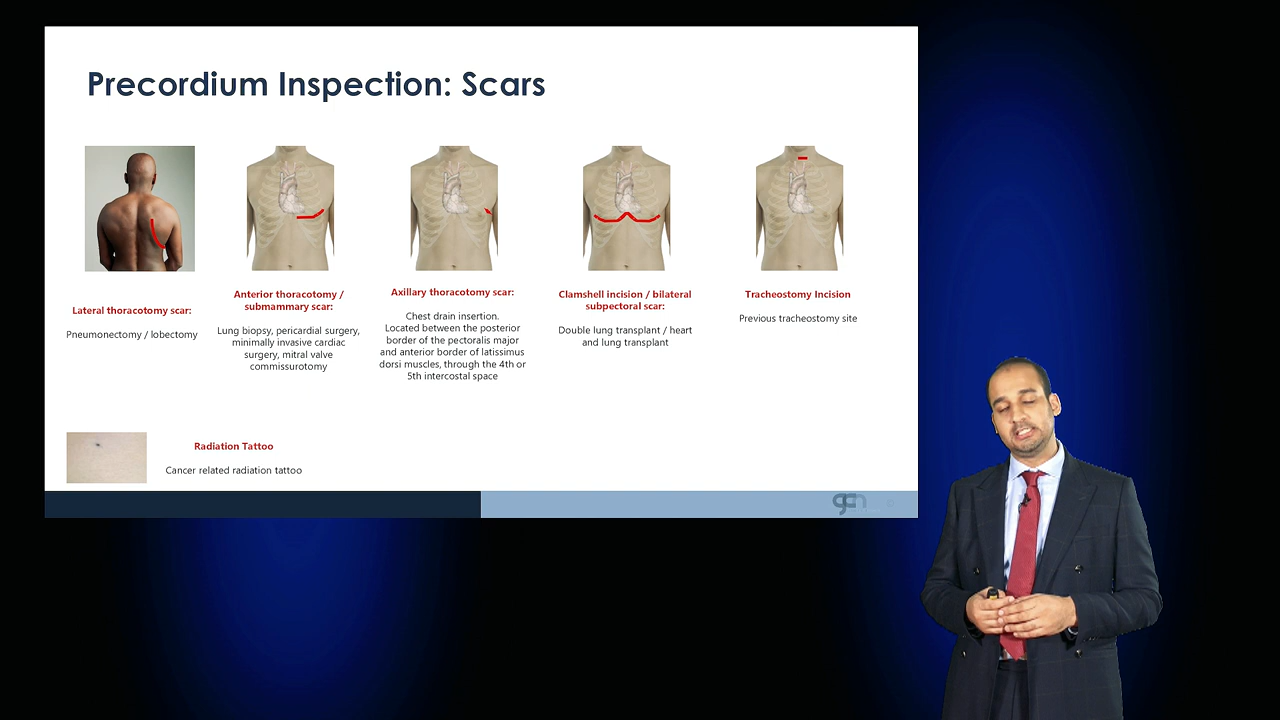 Precordium Inspection: Scars
Lateral thoracotomy scar:
Pneumonectomy / lobectomy
Anterior thoracotomy /
submammary scar:
Lung biopsy, pericardial surgery,
minimally invasive cardiac
surgery, mitral valve
commissurotomy
Axillary thoracotomy scar:
Chest drain insertion.
Located between the posterior
border of the pectoralis major
and anterior border of latissimus
dorsi muscles, through the 4th or
5th intercostal space
Clamshell incision / bilateral
subpectoral scar:
Double lung transplant / heart
and lung transplant
Tracheostomy Incision
Previous tracheostomy site
Radiation Tattoo
Cancer related radiation tattoo